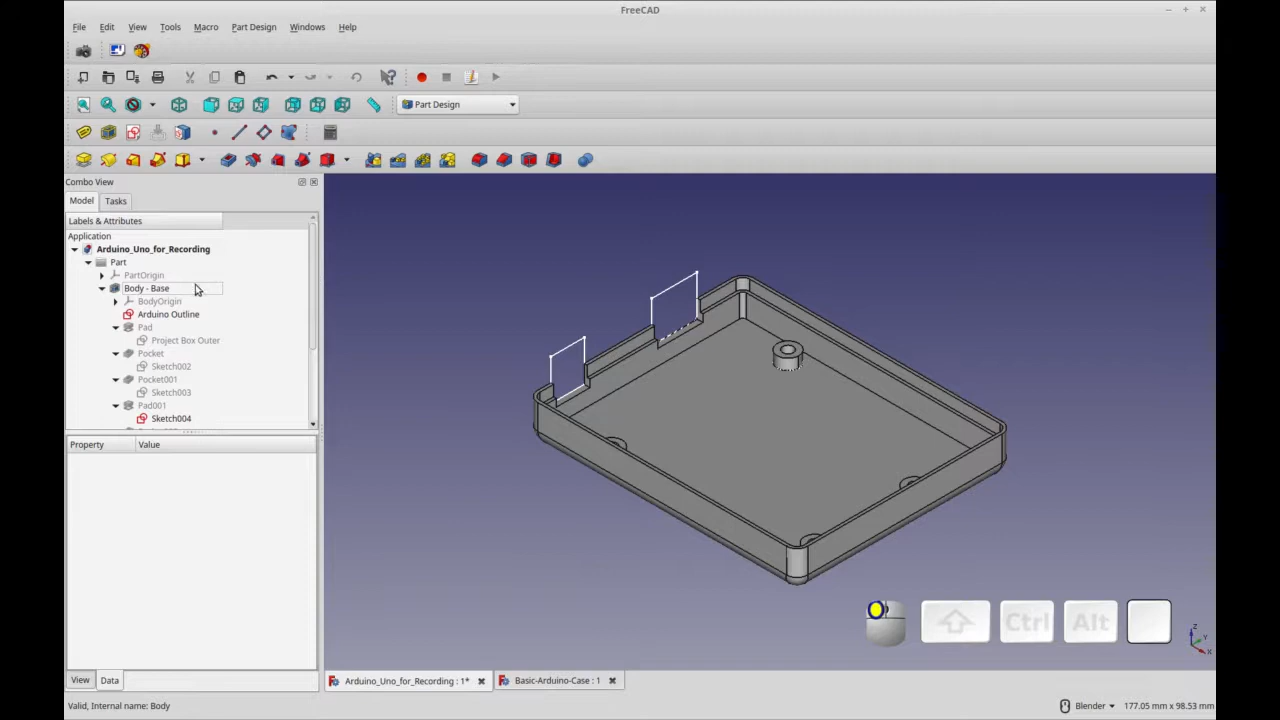 FreeCAD
File Edit View Tools Macro Part Design Windows Help
Part Design
Combo View
Model Tasks
Labels & Attributes
Application
Arduino_Uno_for_Recording
Part
PartOrigin
Body - Base
BodyOrigin
Arduino Outline
Pad
Project Box Outer
Pocket
Sketch002
Pocket001
Sketch003
Pad001
Sketch004
Property Value
Ctrl Alt
Z
Y
X
View Data
Arduino_Uno_for_Recording : 1*
Basic-Arduino-Case : 1
Valid, Internal name: Body
Blender
177.05 mm x 98.53 mm